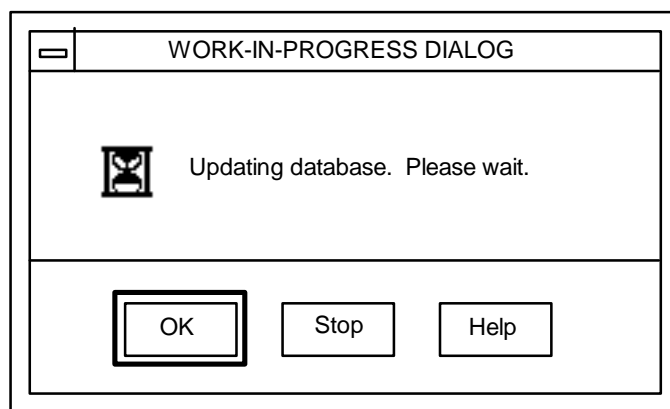 WORK-IN-PROGRESS DIALOG
Updating database.  Please wait.
OK
Stop
Help